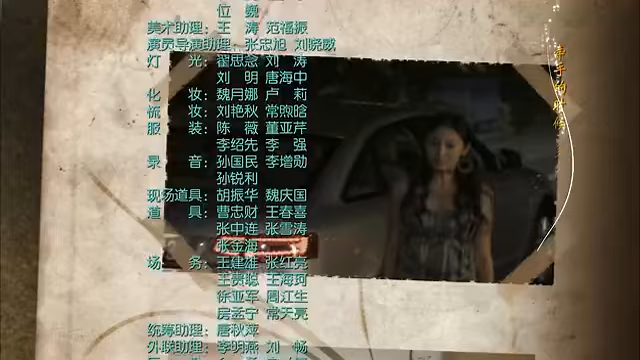 位 巍
美术助理：王 涛 范福振
演员导演助理：张忠旭 刘晓威
灯 光：翟思念 刘 涛
刘 明 唐海中
化 妆：魏月娜 卢 莉
梳 妆：刘艳秋 常煦晗
服 装：陈 薇 董亚芹
李绍先 李 强
录 音：孙国民 李增勋
孙锐利
现场道具：胡振华 魏庆国
道 具：曹忠财 王春喜
张中连 张雪涛
张金海
场 务：王建雄 张红亮
王贵聪 王海珂
徐亚军 周江生
房孟宁 常天亮
统筹助理：唐秋萍
外联助理：李明燕 刘 畅